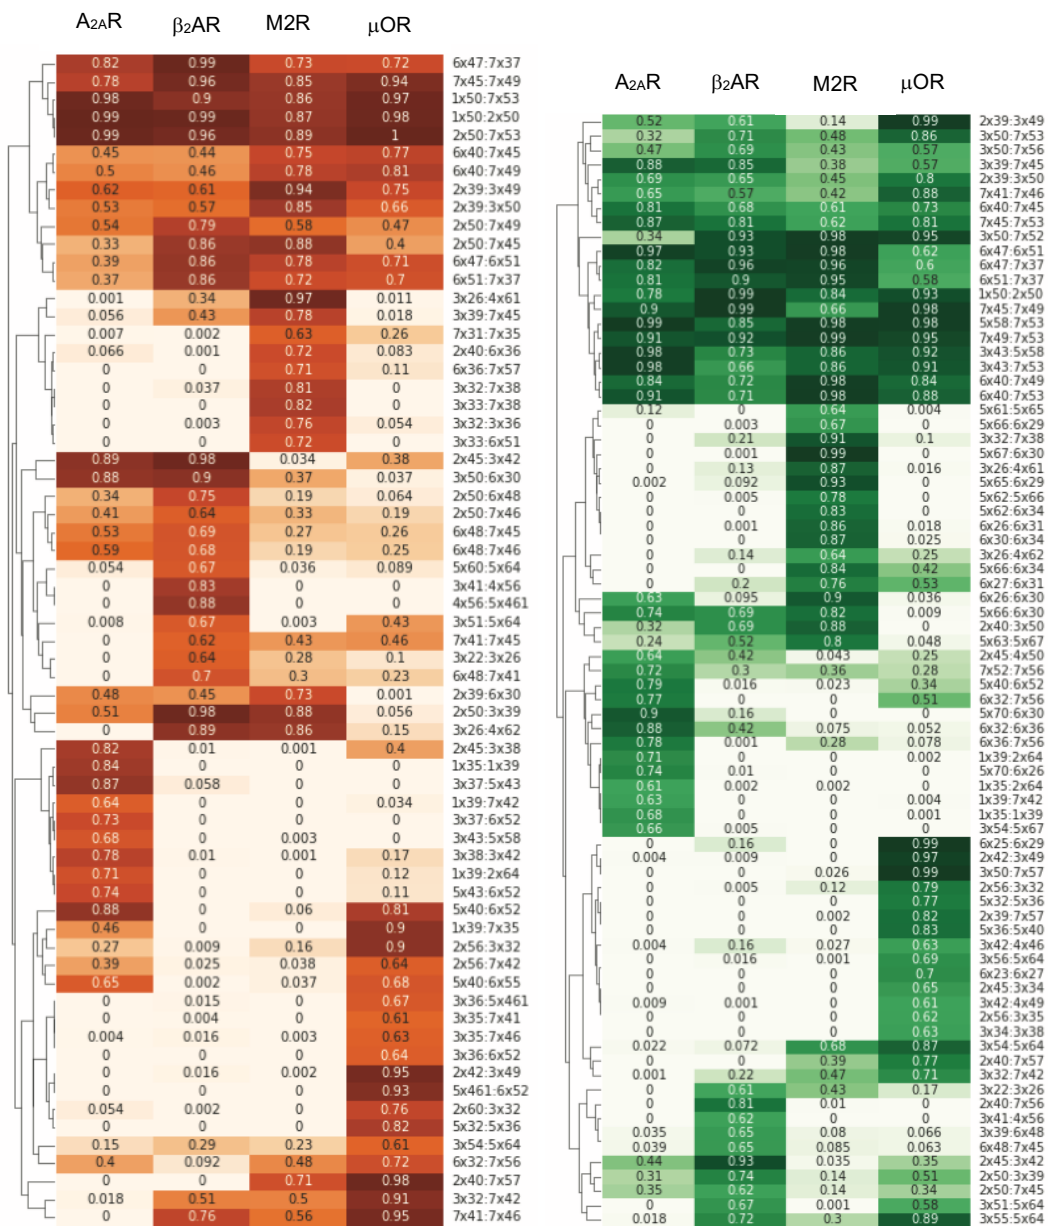 A2AR β2AR M2R μOR
0.82 0.99 0.73 0.72 6x47:7x37
0.78 0.96 0.85 0.94 7x45:7x49
0.98 0.9 0.86 0.97 1x50:7x53
0.99 0.99 0.87 0.98 1x50:2x50
0.99 0.96 0.89 1 2x50:7x53
0.45 0.44 0.75 0.77 6x40:7x45
0.5 0.46 0.78 0.81 6x40:7x49
0.62 0.61 0.94 0.75 2x39:3x49
0.53 0.57 0.85 0.66 2x39:3x50
0.54 0.79 0.58 0.47 2x50:7x49
0.33 0.86 0.88 0.4 2x50:7x45
0.39 0.86 0.78 0.71 6x47:6x51
0.37 0.86 0.72 0.7 6x51:7x37
0.001 0.34 0.97 0.011 3x26:4x61
0.056 0.43 0.78 0.018 3x39:7x45
0.007 0.002 0.63 0.26 7x31:7x35
0.066 0.001 0.72 0.083 2x40:6x36
0 0 0.71 0.11 6x36:7x57
0 0.037 0.81 0 3x32:7x38
0 0 0.82 0 3x33:7x38
0 0.003 0.76 0.054 3x32:3x36
0 0 0.72 0 3x33:6x51
0.89 0.98 0.034 0.38 2x45:3x42
0.88 0.9 0.37 0.037 3x50:6x30
0.34 0.75 0.19 0.064 2x50:6x48
0.41 0.64 0.33 0.19 2x50:7x46
0.53 0.69 0.27 0.26 6x48:7x45
0.59 0.68 0.19 0.25 6x48:7x46
0.054 0.67 0.036 0.089 5x60:5x64
0 0.83 0 0 3x41:4x56
0 0.88 0 0 4x56:5x461
0.008 0.67 0.003 0.43 3x51:5x64
0 0.62 0.43 0.46 7x41:7x45
0 0.64 0.28 0.1 3x22:3x26
0 0.7 0.3 0.23 6x48:7x41
0.48 0.45 0.73 0.001 2x39:6x30
0.51 0.98 0.88 0.056 2x50:3x39
0 0.89 0.86 0.15 3x26:4x62
0.82 0.01 0.001 0.4 2x45:3x38
0.84 0 0 0 1x35:1x39
0.87 0.058 0 0 3x37:5x43
0.64 0 0 0.034 1x39:7x42
0.73 0 0 0 3x37:6x52
0.68 0 0.003 0 3x43:5x58
0.78 0.01 0.001 0.17 3x38:3x42
0.71 0 0 0.12 1x39:2x64
0.74 0 0 0.11 5x43:6x52
0.88 0 0.06 0.81 5x40:6x52
0.46 0 0 0.9 1x39:7x35
0.27 0.009 0.16 0.9 2x56:3x32
0.39 0.025 0.038 0.64 2x56:7x42
0.65 0.002 0.037 0.68 5x40:6x55
0 0.015 0 0.67 3x36:5x461
0 0.004 0 0.61 3x35:7x41
0.004 0.016 0.003 0.63 3x35:7x46
0 0 0 0.64 3x36:6x52
0 0.016 0.002 0.95 2x42:3x49
0 0 0 0.93 5x461:6x52
0.054 0.002 0 0.76 2x60:3x32
0 0 0 0.82 5x32:5x36
0.15 0.29 0.23 0.61 3x54:5x64
0.4 0.092 0.48 0.72 6x32:7x56
0 0 0.71 0.98 2x40:7x57
0.018 0.51 0.5 0.91 3x32:7x42
0 0.76 0.56 0.95 7x41:7x46
A2AR β2AR M2R μOR
0.52 0.61 0.14 0.99 2x39:3x49
0.32 0.71 0.48 0.86 3x50:7x53
0.47 0.69 0.43 0.57 3x50:7x56
0.88 0.85 0.38 0.57 3x39:7x45
0.69 0.65 0.45 0.8 2x39:3x50
0.65 0.57 0.42 0.88 7x41:7x46
0.81 0.68 0.61 0.73 6x40:7x45
0.87 0.81 0.62 0.81 7x45:7x53
0.34 0.93 0.98 0.95 3x50:7x52
0.97 0.93 0.98 0.62 6x47:6x51
0.82 0.96 0.96 0.6 6x47:7x37
0.81 0.9 0.95 0.58 6x51:7x37
0.78 0.99 0.84 0.93 1x50:2x50
0.9 0.99 0.66 0.98 7x45:7x49
0.99 0.85 0.98 0.98 5x58:7x53
0.91 0.92 0.99 0.95 7x49:7x53
0.98 0.73 0.86 0.92 3x43:5x58
0.98 0.66 0.86 0.91 3x43:7x53
0.84 0.72 0.98 0.84 6x40:7x49
0.91 0.71 0.98 0.88 6x40:7x53
0.12 0 0.64 0.004 5x61:5x65
0 0.003 0.67 0 5x66:6x29
0 0.21 0.91 0.1 3x32:7x38
0 0.001 0.99 0 5x67:6x30
0 0.13 0.87 0.016 3x26:4x61
0.002 0.092 0.93 0 5x65:6x29
0 0.005 0.78 0 5x62:5x66
0 0 0.83 0 5x62:6x34
0 0.001 0.86 0.018 6x26:6x31
0 0 0.87 0.025 6x30:6x34
0 0.14 0.64 0.25 3x26:4x62
0 0 0.84 0.42 5x66:6x34
0 0.2 0.76 0.53 6x27:6x31
0.63 0.095 0.9 0.036 6x26:6x30
0.74 0.69 0.82 0.009 5x66:6x30
0.32 0.69 0.88 0 2x40:3x50
0.24 0.52 0.8 0.048 5x63:5x67
0.64 0.42 0.043 0.25 2x45:4x50
0.72 0.3 0.36 0.28 7x52:7x56
0.79 0.016 0.023 0.34 5x40:6x52
0.77 0 0 0.51 6x32:7x56
0.9 0.16 0 0 5x70:6x30
0.88 0.42 0.075 0.052 6x32:6x36
0.78 0.001 0.28 0.078 6x36:7x56
0.71 0 0 0.002 1x39:2x64
0.74 0.01 0 0 5x70:6x26
0.61 0.002 0.002 0 1x35:2x64
0.63 0 0 0.004 1x39:7x42
0.68 0 0 0.001 1x35:1x39
0.66 0.005 0 0 3x54:5x67
0 0.16 0 0.99 6x25:6x29
0.004 0.009 0 0.97 2x42:3x49
0 0 0.026 0.99 3x50:7x57
0 0.005 0.12 0.79 2x56:3x32
0 0 0 0.77 5x32:5x36
0 0 0.002 0.82 2x39:7x57
0 0 0 0.83 5x36:5x40
0.004 0.16 0.027 0.63 3x42:4x46
0 0.016 0.001 0.69 3x56:5x64
0 0 0 0.7 6x23:6x27
0 0 0 0.65 2x45:3x34
0.009 0.001 0 0.61 3x42:4x49
0 0 0 0.62 2x56:3x35
0 0 0 0.63 3x34:3x38
0.022 0.072 0.68 0.87 3x54:5x64
0 0 0.39 0.77 2x40:7x57
0.001 0.22 0.47 0.71 3x32:7x42
0 0.61 0.43 0.17 3x22:3x26
0 0.81 0.01 0 2x40:7x56
0 0.62 0 0 3x41:4x56
0.035 0.65 0.08 0.066 3x39:6x48
0.039 0.65 0.085 0.063 6x48:7x45
0.44 0.93 0.035 0.35 2x45:3x42
0.31 0.74 0.14 0.51 2x50:3x39
0.35 0.62 0.14 0.34 2x50:7x45
0 0.67 0.001 0.58 3x51:5x64
0.018 0.72 0.3 0.89 3x55:5x64